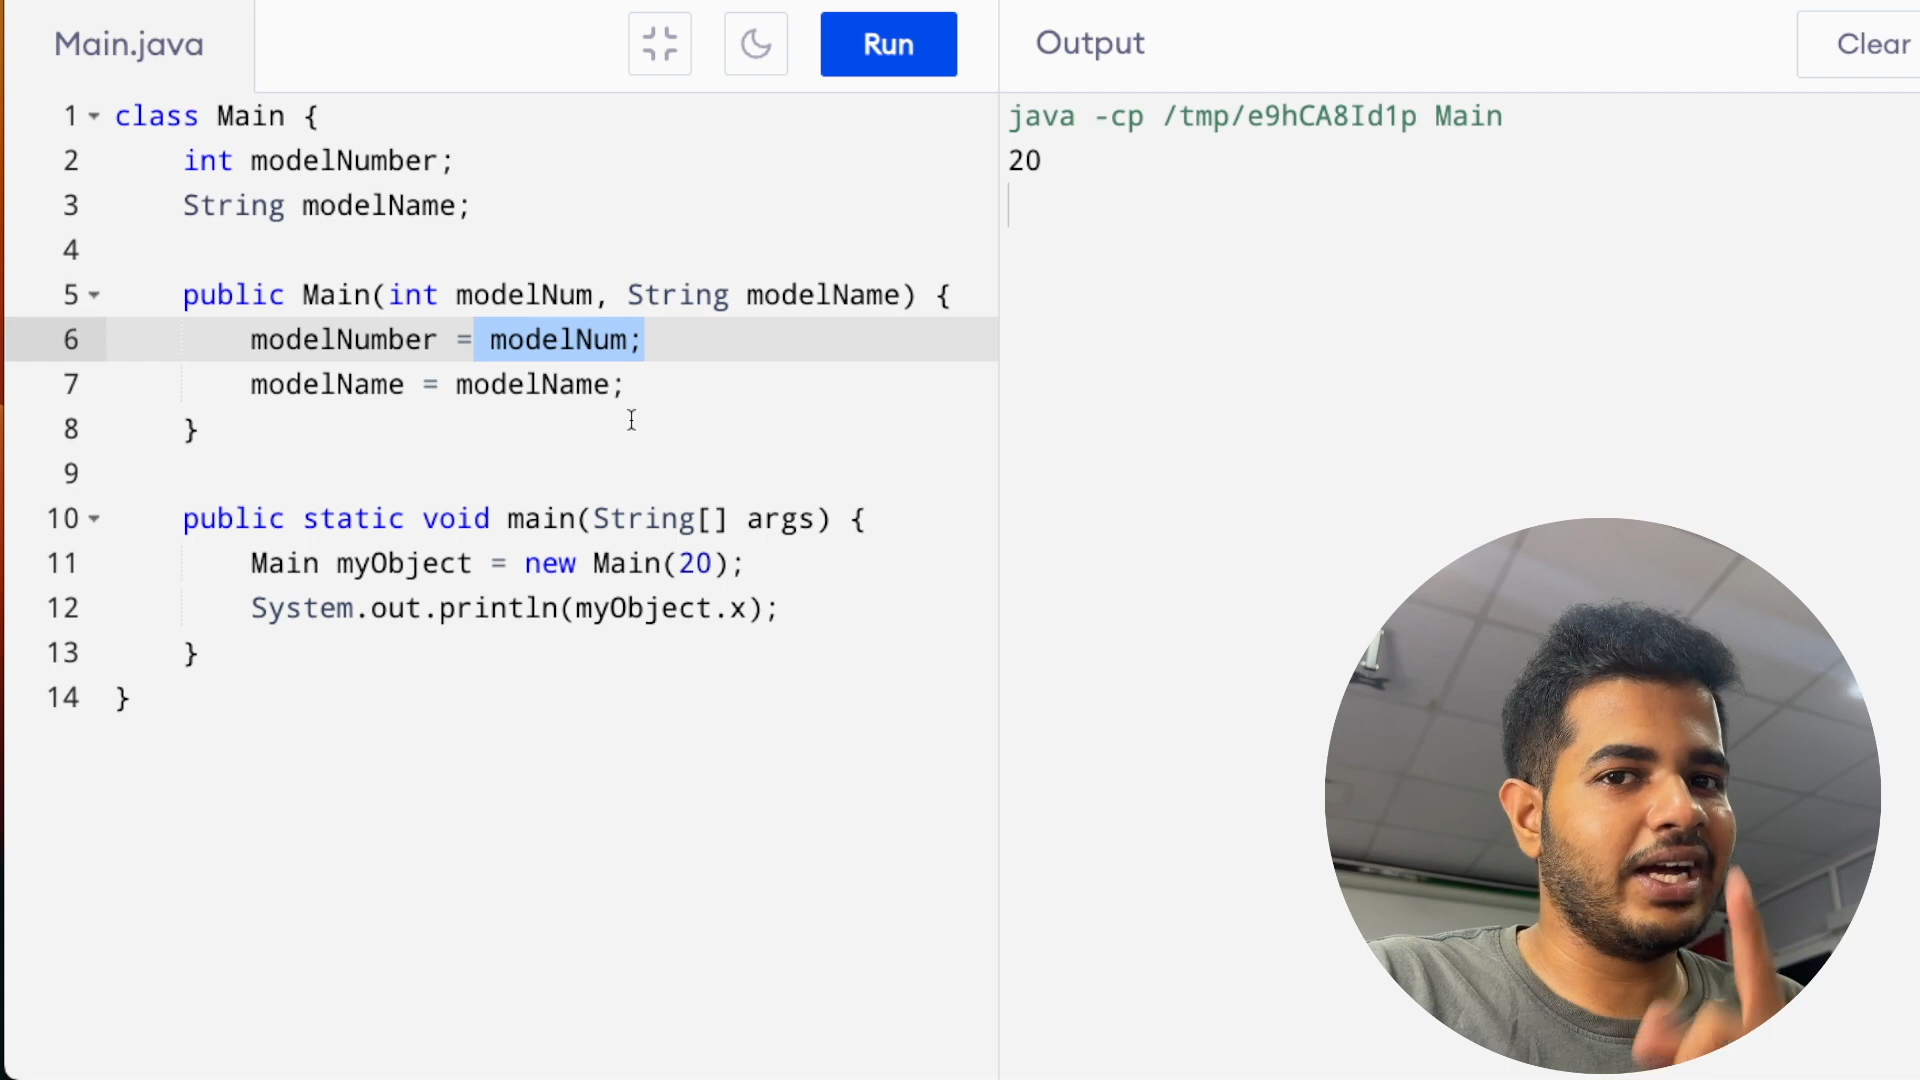 Main.java
Run
Output
Clear
1 class Main {
2 int modelNumber;
3 String modelName;
4
5 public Main(int modelNum, String modelName) {
6 modelNumber = modelNum;
7 modelName = modelName;
8 }
9
10 public static void main(String[] args) {
11 Main myObject = new Main(20);
12 System.out.println(myObject.x);
13 }
14 }
java -cp /tmp/e9hCA8Id1p Main
20